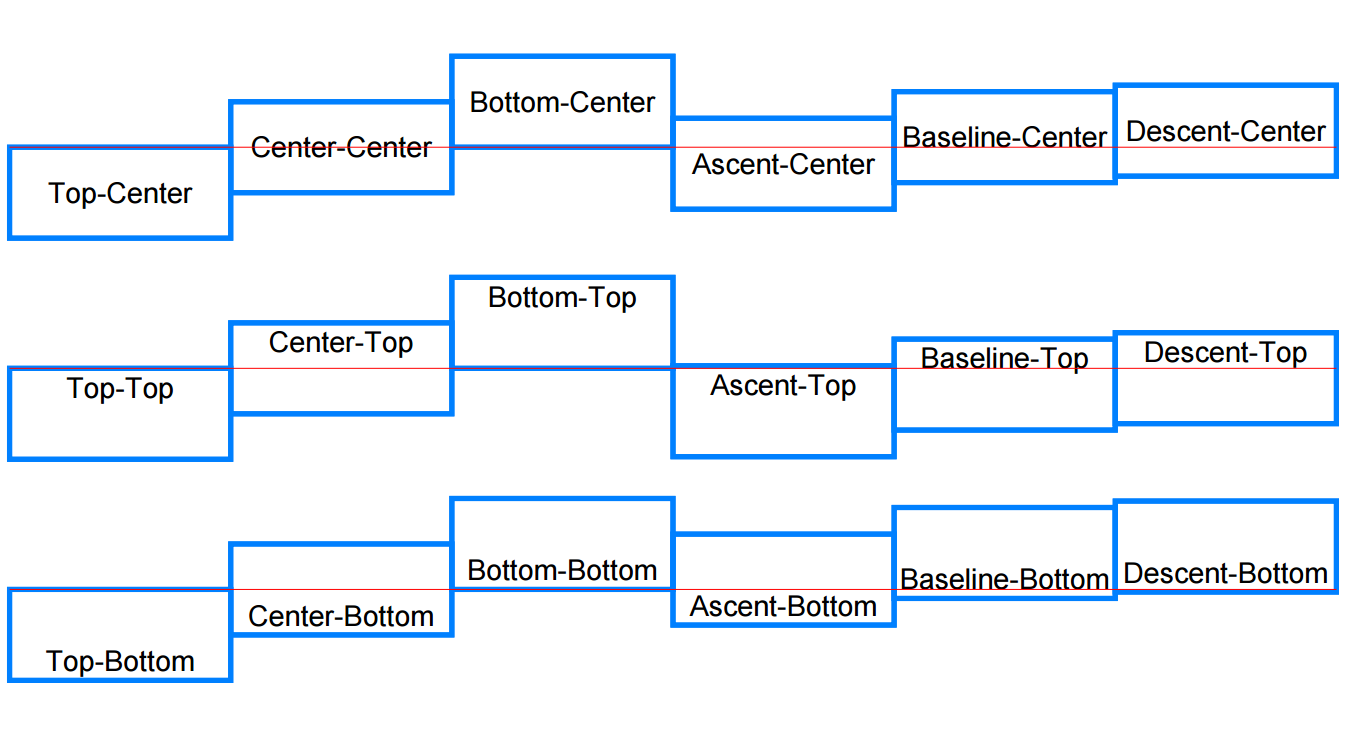 Top-Center
Center-Center
Bottom-Center
Ascent-Center
Baseline-Center
Descent-Center
Top-Top
Center-Top
Bottom-Top
Ascent-Top
Baseline-Top
Descent-Top
Top-Bottom
Center-Bottom
Bottom-Bottom
Ascent-Bottom
Baseline-Bottom
Descent-Bottom